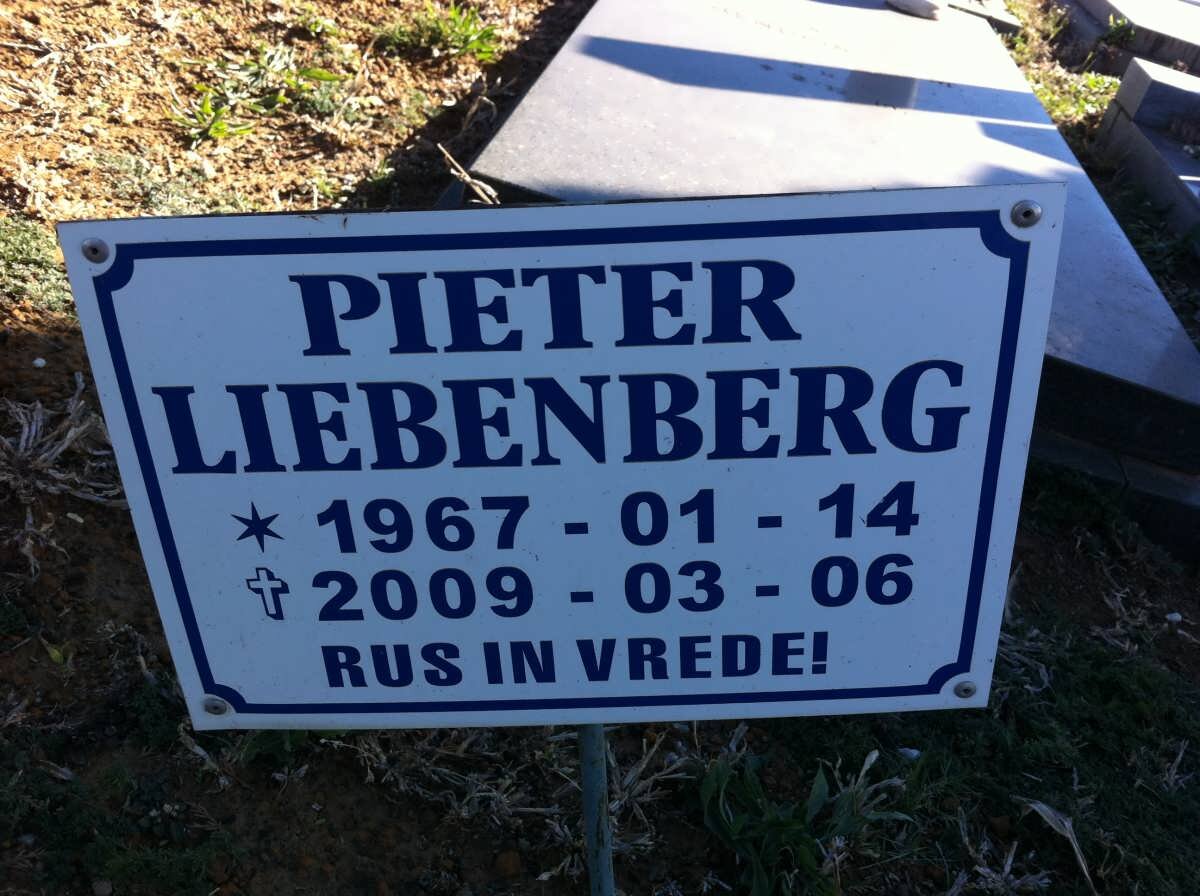 PIETER
LIEBENBERG
1967 - 01 - 14
2009 - 03 - 06
RUS IN VREDE!